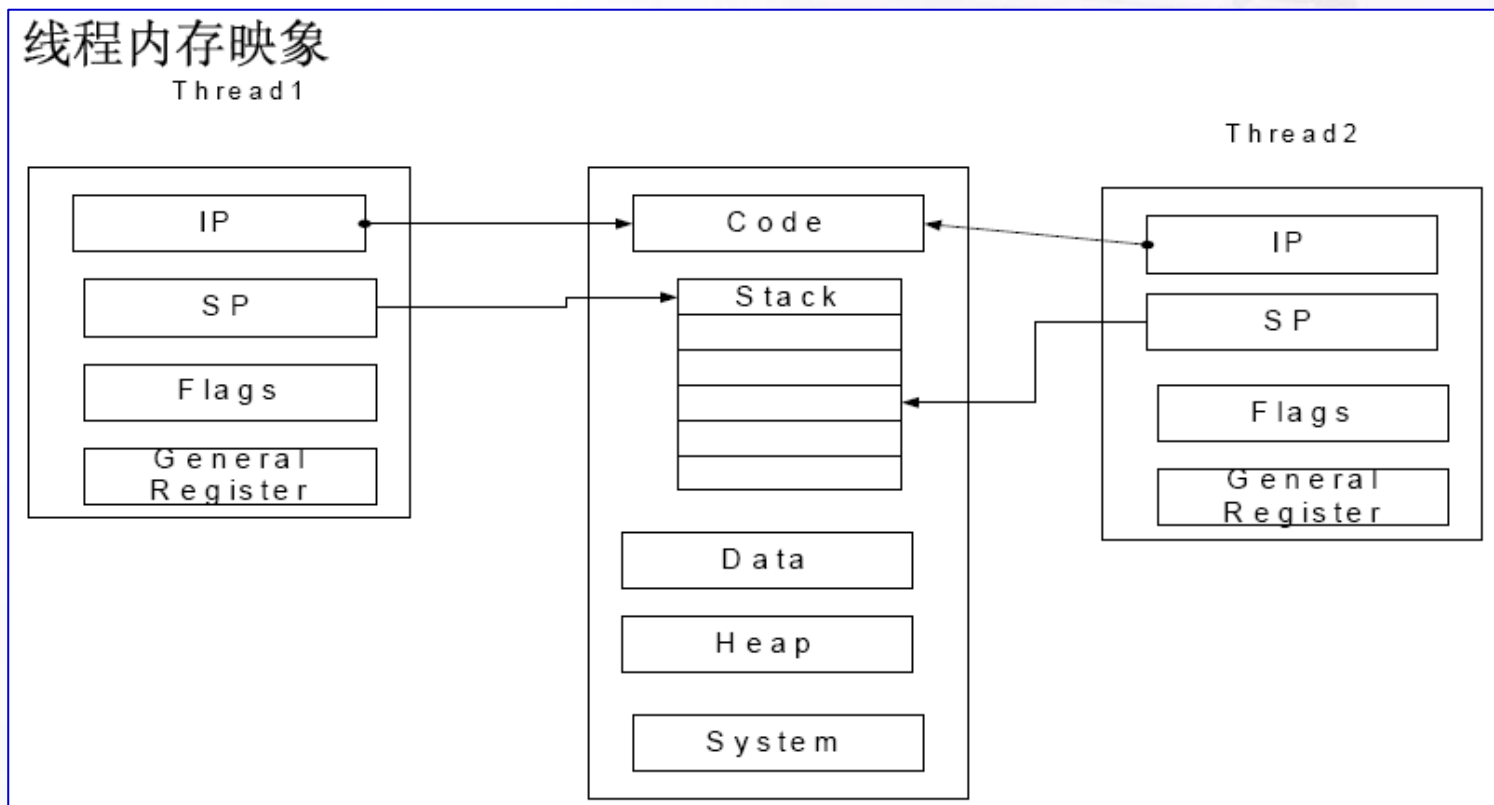 线程内存映象
Thread1
IP
SP
Flags
General
Register
Code
Stack
Data
Heap
System
Thread2
IP
SP
Flags
General
Register